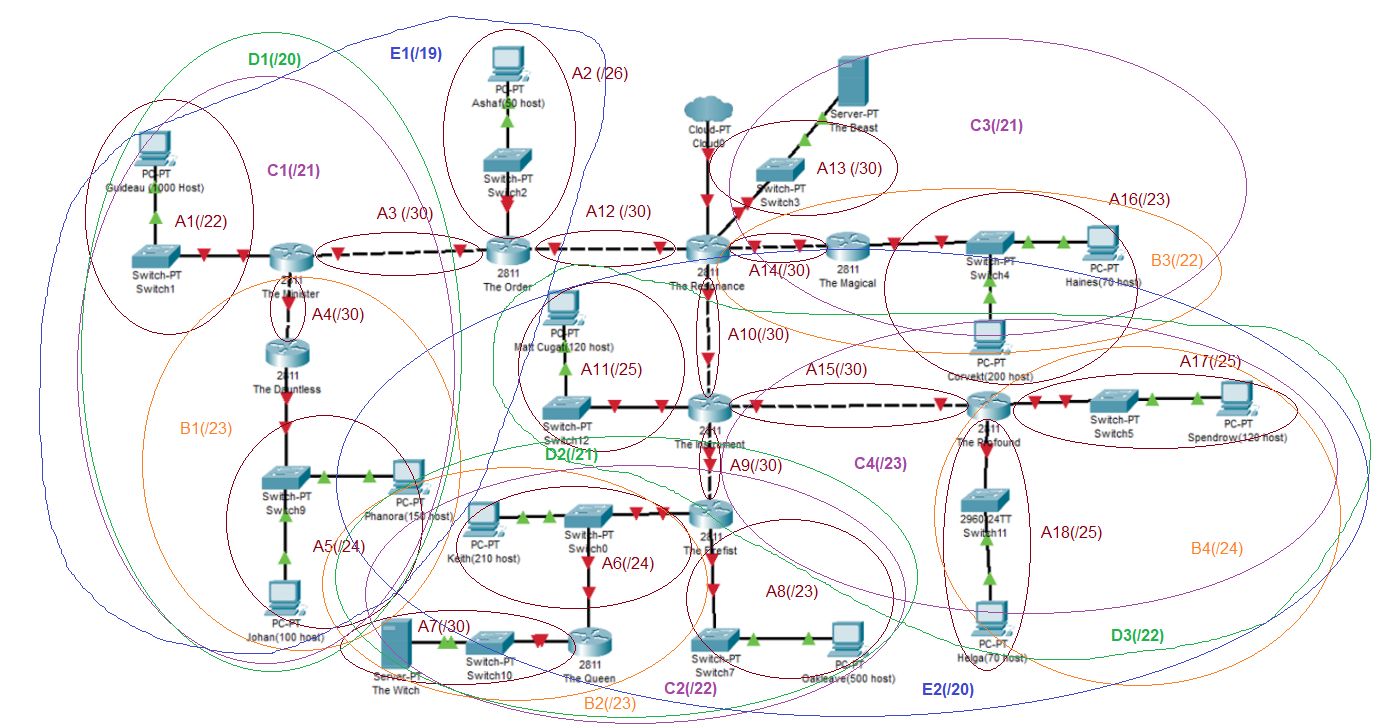 D1(/20)
E1(/19)
A2 (/26)
PC-PT
Ashaf(50 host)
Switch-PT
Switch2
C1(/21)
PC-PT
Guideau (1000 Host)
A1(/22)
Switch-PT
Switch1
A3 (/30)
2811
The Minister
2811
The Order
A12 (/30)
Cloud-PT
Cloud0
Server-PT
The Beast
C3(/21)
A13 (/30)
Switch-PT
Switch3
2811
The Resonance
A14(/30)
2811
The Magical
A16(/23)
Switch-PT
Switch4
PC-PT
Haines(70 host)
B3(/22)
PC-PT
Corvekt(200 host)
A4(/30)
2811
The Dauntless
B1(/23)
PC-PT
Matt Cugat(120 host)
A11(/25)
Switch-PT
Switch12
D2(/21)
A10(/30)
A15(/30)
2811
The Instrument
A17(/25)
Switch-PT
Switch5
PC-PT
Spendrow(120 host)
2811
The Profound
A9(/30)
C4(/23)
Switch-PT
Switch9
PC-PT
Phanora(150 host)
A5(/24)
PC-PT
Johan(100 host)
PC-PT
Keith(210 host)
Switch-PT
Switch0
A6(/24)
2811
The Prefist
2960-24TT
Switch11
A18(/25)
B4(/24)
A8(/23)
A7(/30)
Server-PT
The Witch
Switch-PT
Switch10
2811
The Queen
Switch-PT
Switch7
PC-PT
Oakleave(500 host)
PC-PT
Helga(70 host)
D3(/22)
C2(/22)
B2(/23)
E2(/20)